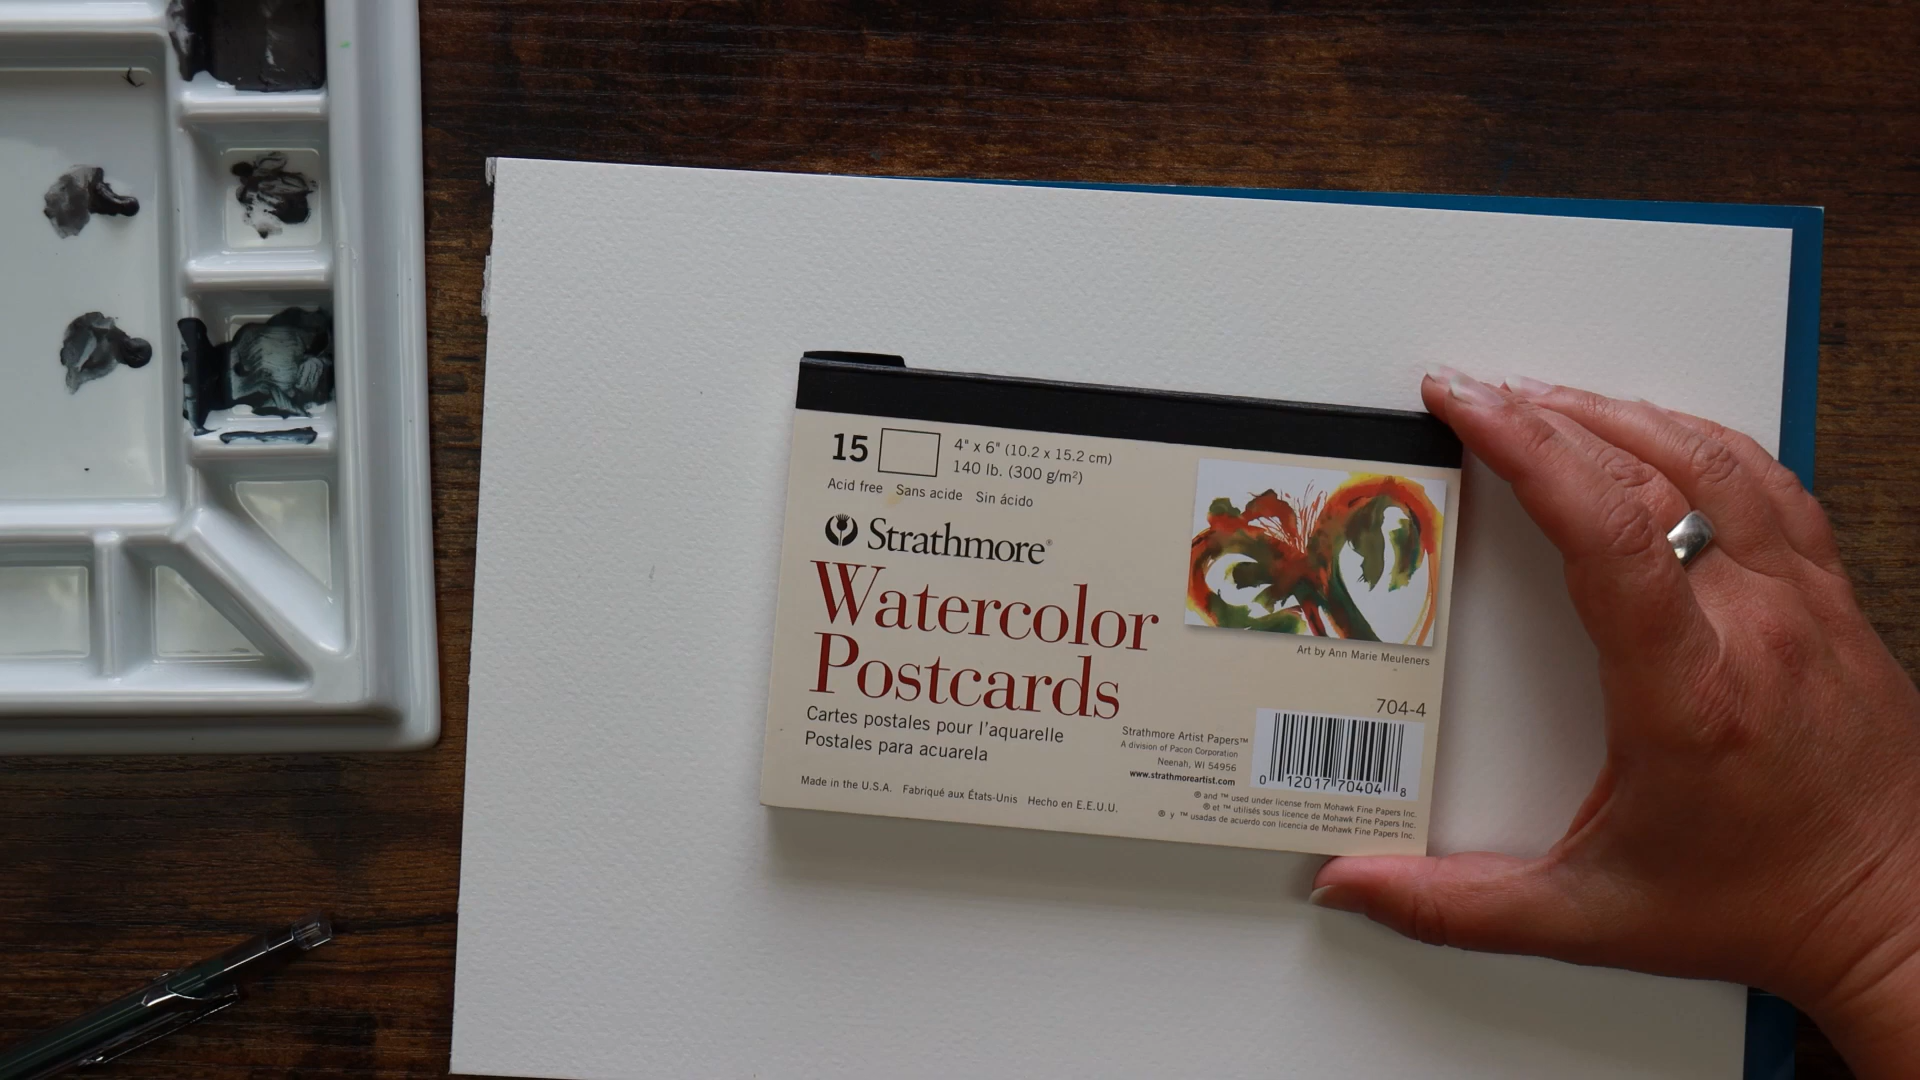 15
4" x 6" (10.2 x 15.2 cm)
140 lb. (300 g/m²)
Acid free Sans acide Sin ácido
Strathmore®
Watercolor
Postcards
Cartes postales pour l'aquarelle
Postales para acuarela
Made in the U.S.A. Fabriqué aux États-Unis Hecho en E.E.U.U.
Art by Ann Marie Meuleners
704-4
Strathmore Artist Papers™
A division of Pacon Corporation
Neenah, WI 54956
www.strathmoreartist.com
0 12017 70404 8
® and ™ used under license from Mohawk Fine Papers Inc.
® et ™ utilisés sous licence de Mohawk Fine Papers Inc.
® y ™ usadas de acuerdo con licencia de Mohawk Fine Papers Inc.